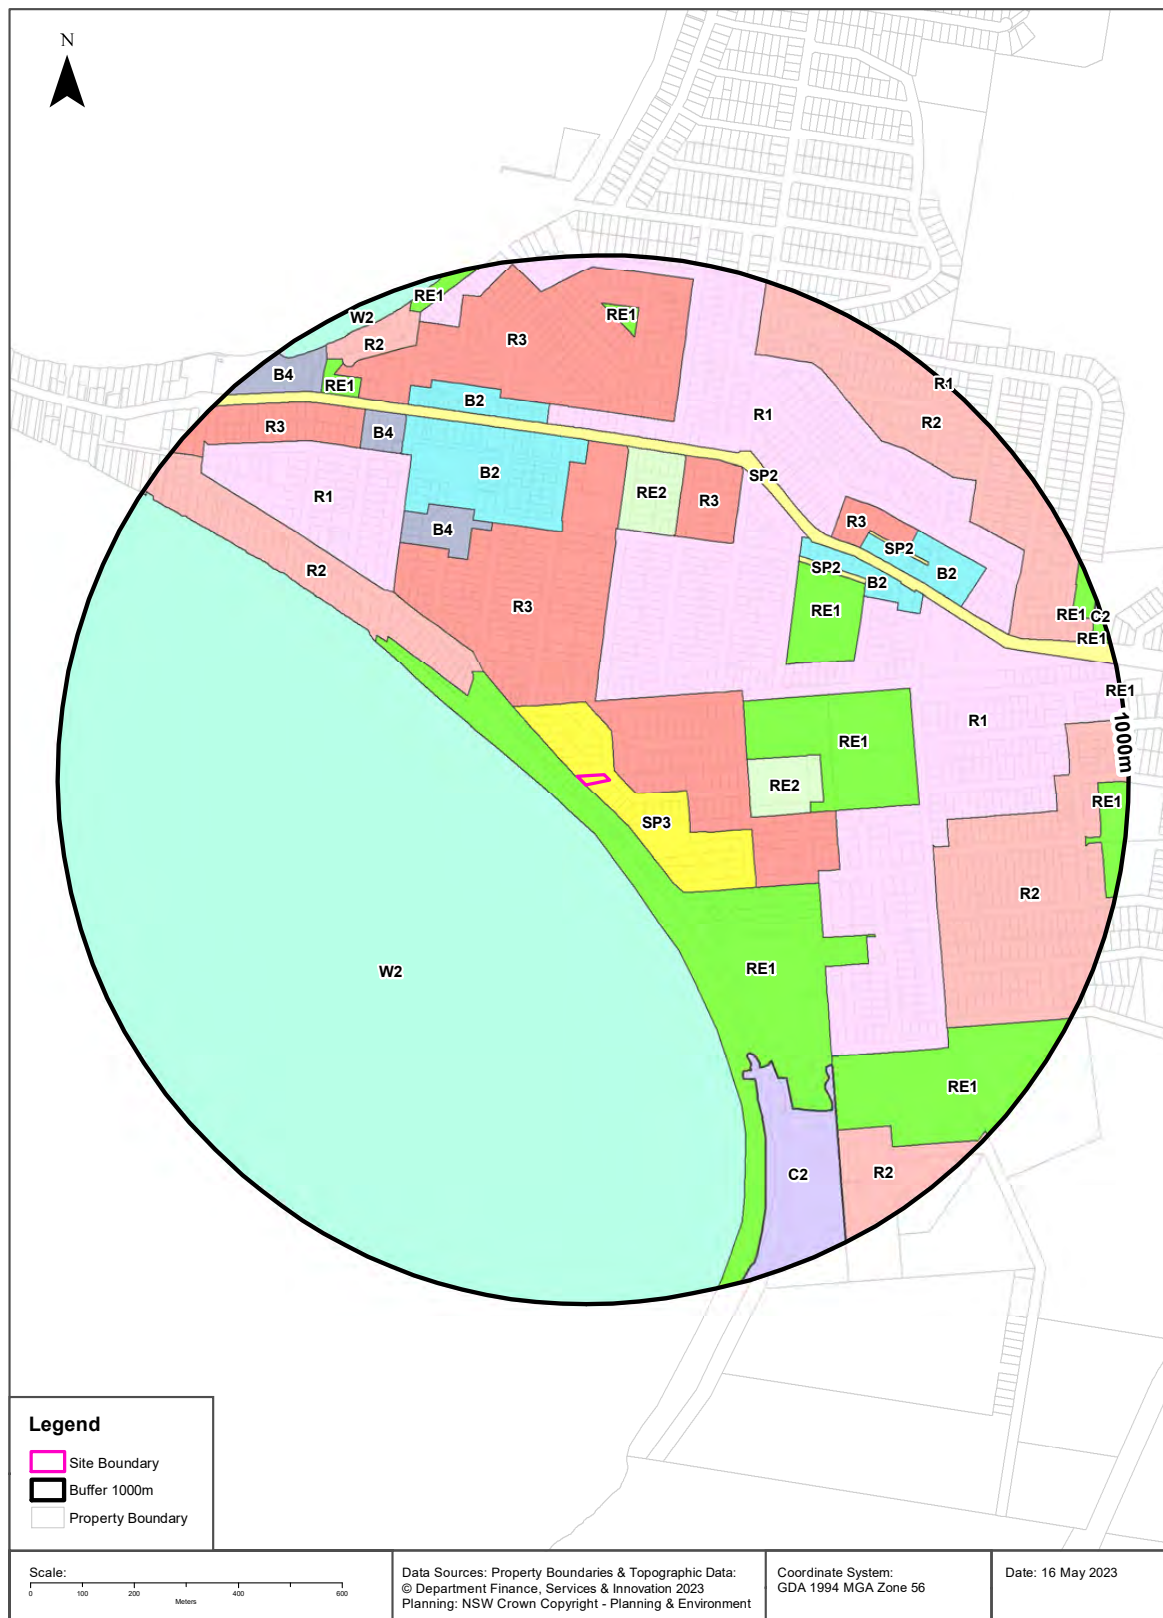 N
RE1
W2
RE1
R2
R3
B4
R1
RE1
R2
B2
R1
R3
B4
B2
SP2
RE2
R3
R1
R3
B4
SP2
R2
SP2
B2
B2
R3
RE1
RE1
C2
RE1
RE1
R1
1000m
RE1
RE2
RE1
SP3
R2
W2
RE1
RE1
C2
R2
Legend
Site Boundary
Buffer 1000m
Property Boundary
Scale:
0 100 200 400 600
Meters
Data Sources: Property Boundaries & Topographic Data:
© Department Finance, Services & Innovation 2023
Planning: NSW Crown Copyright - Planning & Environment
Coordinate System:
GDA 1994 MGA Zone 56
Date: 16 May 2023